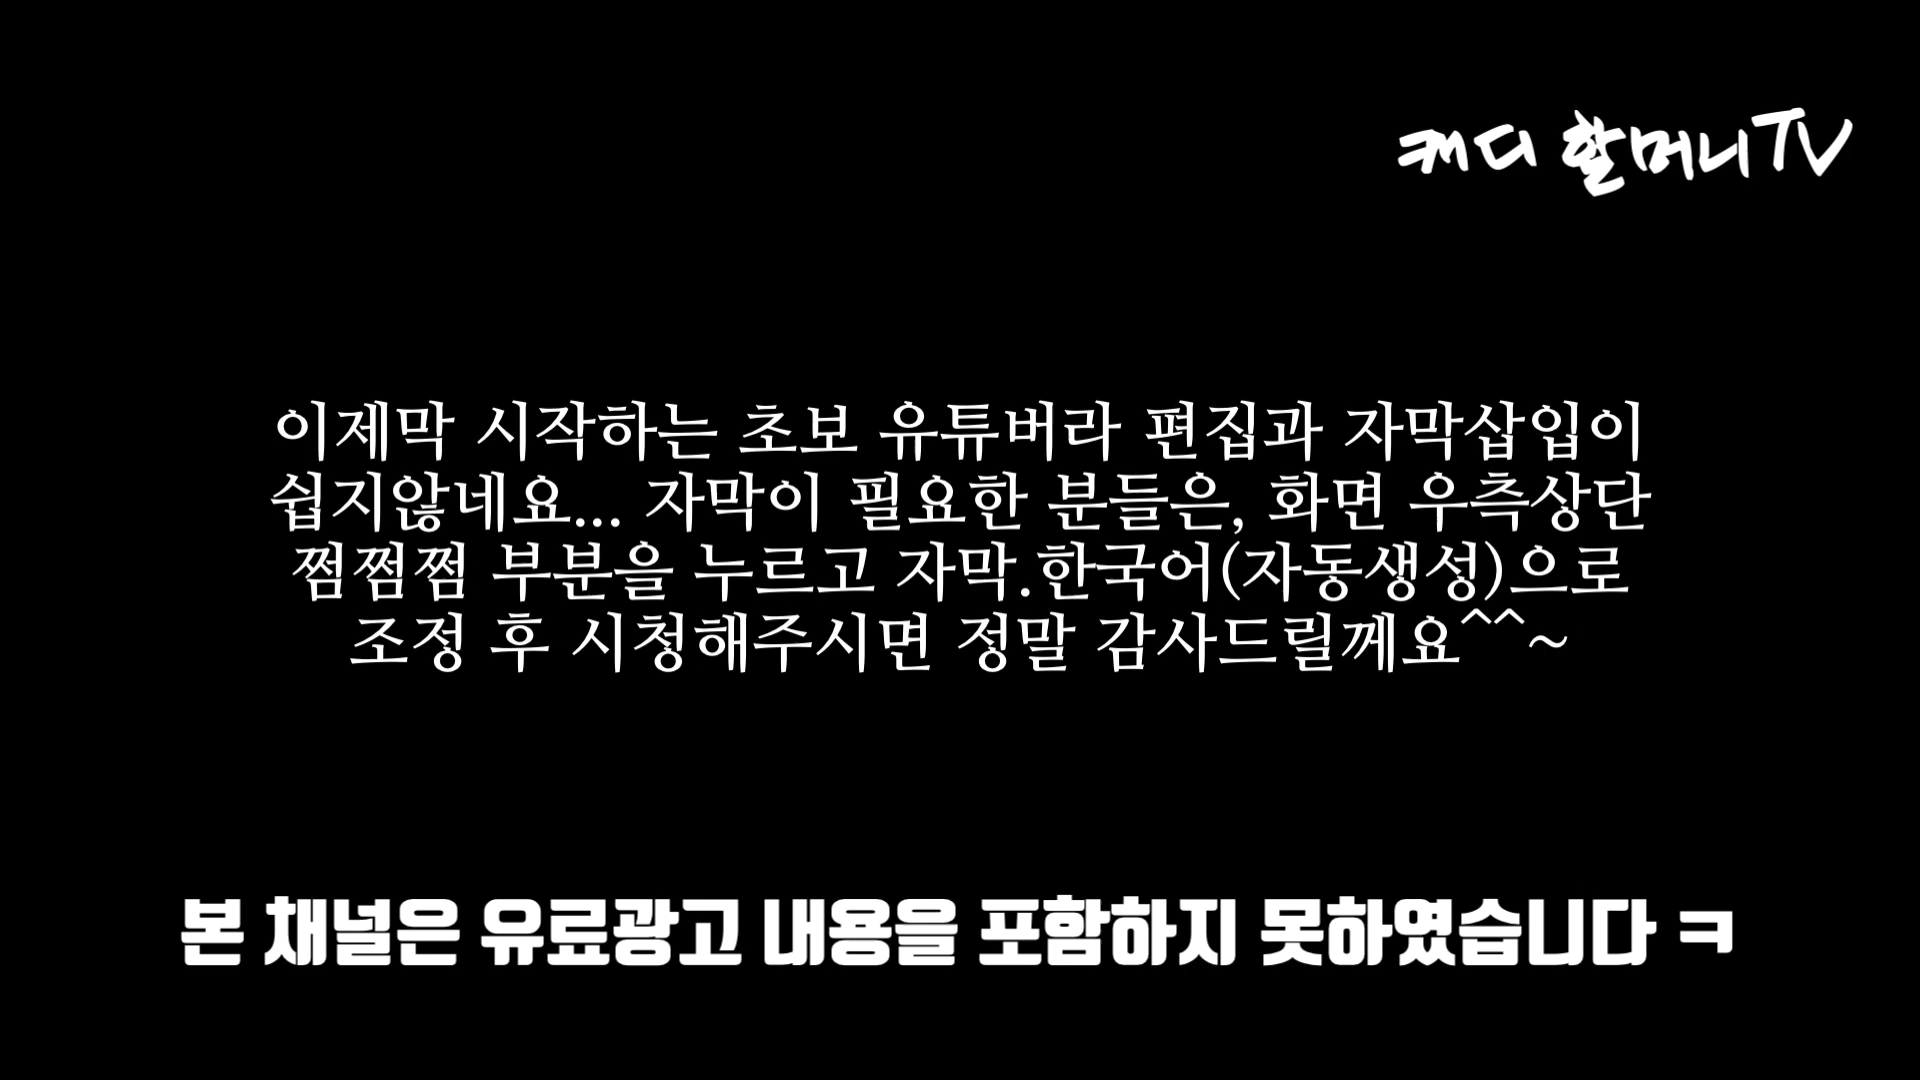 캐디 할머니TV
이제막 시작하는 초보 유튜버라 편집과 자막삽입이
쉽지않네요... 자막이 필요한 분들은, 화면 우측상단
쩜쩜쩜 부분을 누르고 자막.한국어(자동생성)으로
조정 후 시청해주시면 정말 감사드릴께요^^~
본 채널은 유료광고 내용을 포함하지 못하였습니다 ㅋ